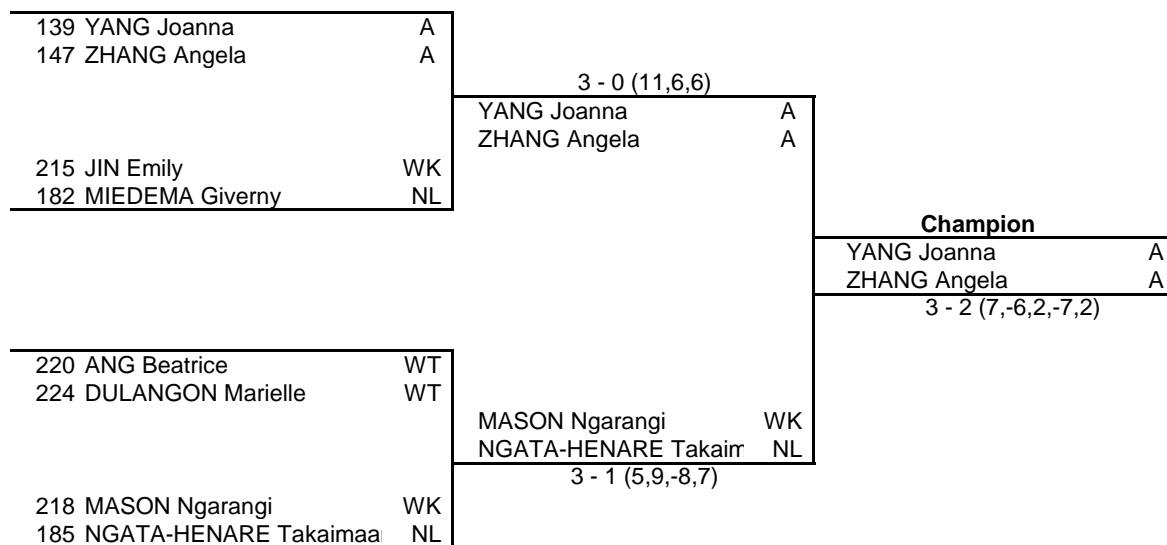 139 YANG Joanna A
147 ZHANG Angela A
3 - 0 (11,6,6)
YANG Joanna A
ZHANG Angela A
215 JIN Emily WK
182 MIEDEMA Giverny NL
Champion
YANG Joanna A
ZHANG Angela A
3 - 2 (7,-6,2,-7,2)
220 ANG Beatrice WT
224 DULANGON Marielle WT
MASON Ngarangi WK
NGATA-HENARE Takaim NL
3 - 1 (5,9,-8,7)
218 MASON Ngarangi WK
185 NGATA-HENARE Takaimaa NL